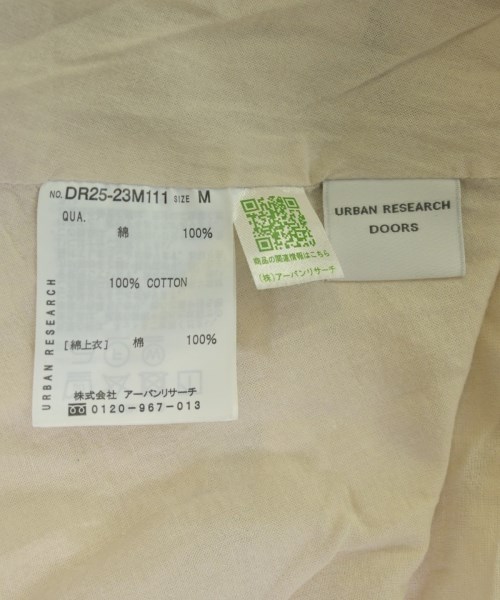 NO. DR25-23M111 SIZE M
QUA.
綿 100%
100% COTTON
[綿上衣] 棉 100%
URBAN RESEARCH
株式会社 アーバンリサーチ
0120-967-013
商品の関連情報はこちら
(株)アーバンリサーチ
URBAN RESEARCH
DOORS